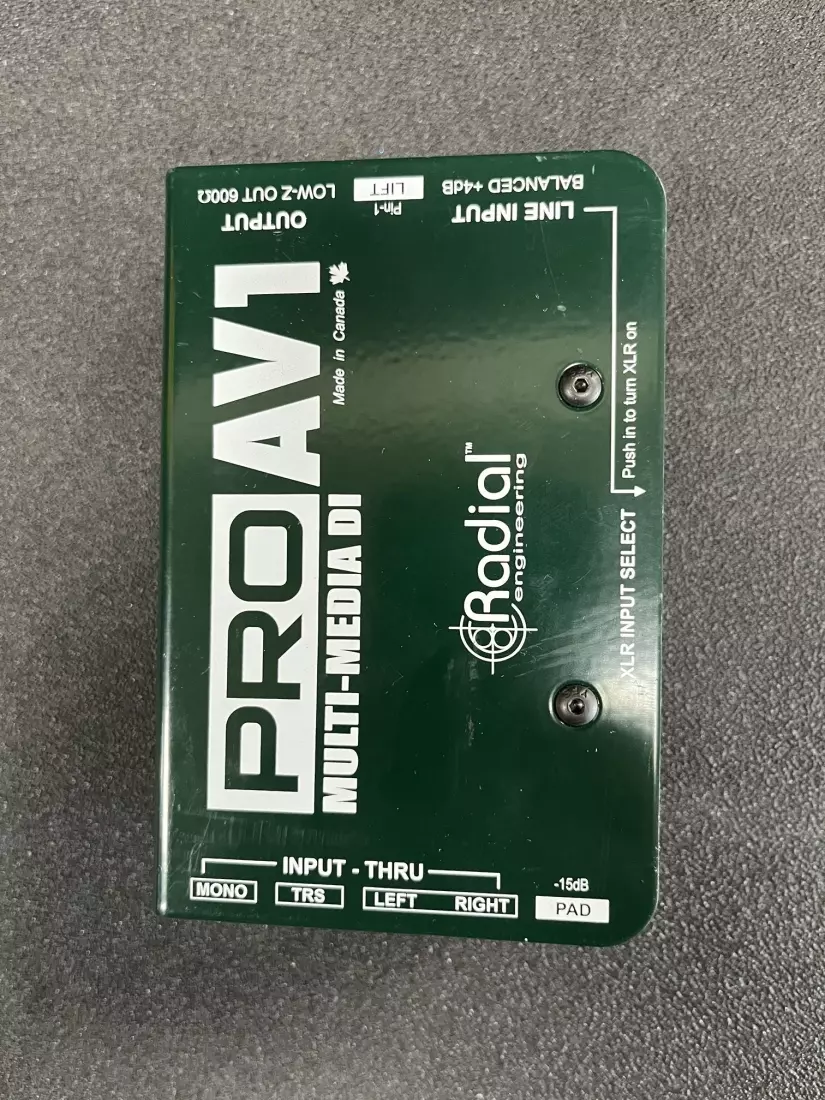 OUTPUT
LOW-Z OUT 600Ω
Pin-1
LIFT
LINE INPUT
BALANCED +4dB
PRO AV1
MULTI-MEDIA DI
Made in Canada
Radial™
engineering
XLR INPUT SELECT
Push in to turn XLR on
INPUT - THRU
MONO
TRS
LEFT
RIGHT
-15dB
PAD